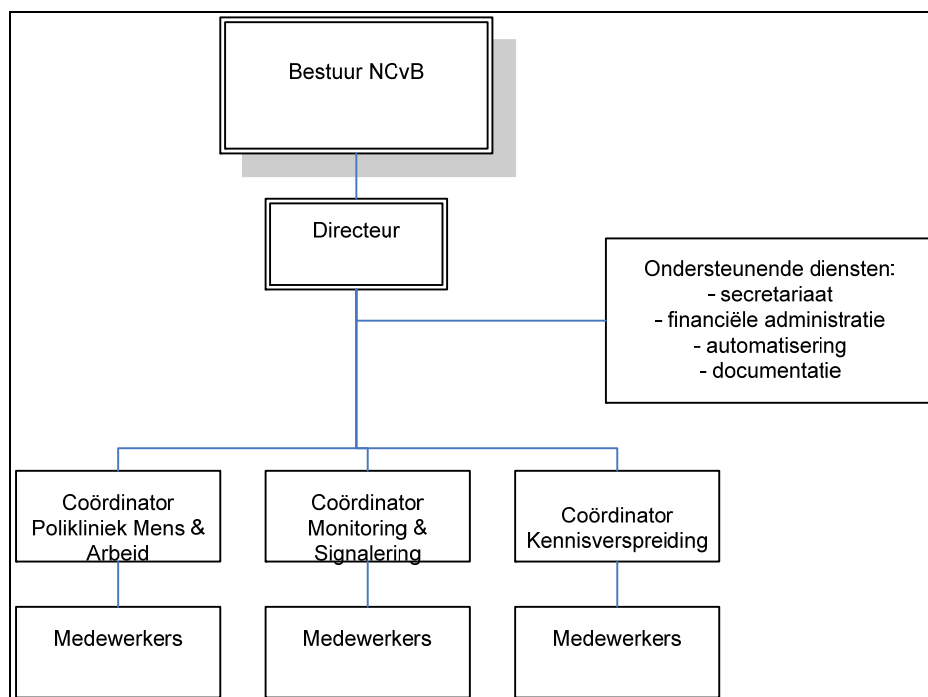 Bestuur NCvB
Directeur
Ondersteunende diensten:
- secretariaat
- financiële administratie
- automatisering
- documentatie
Coördinator
Polikliniek Mens &
Arbeid
Coördinator
Monitoring &
Signalering
Coördinator
Kennisverspreiding
Medewerkers
Medewerkers
Medewerkers